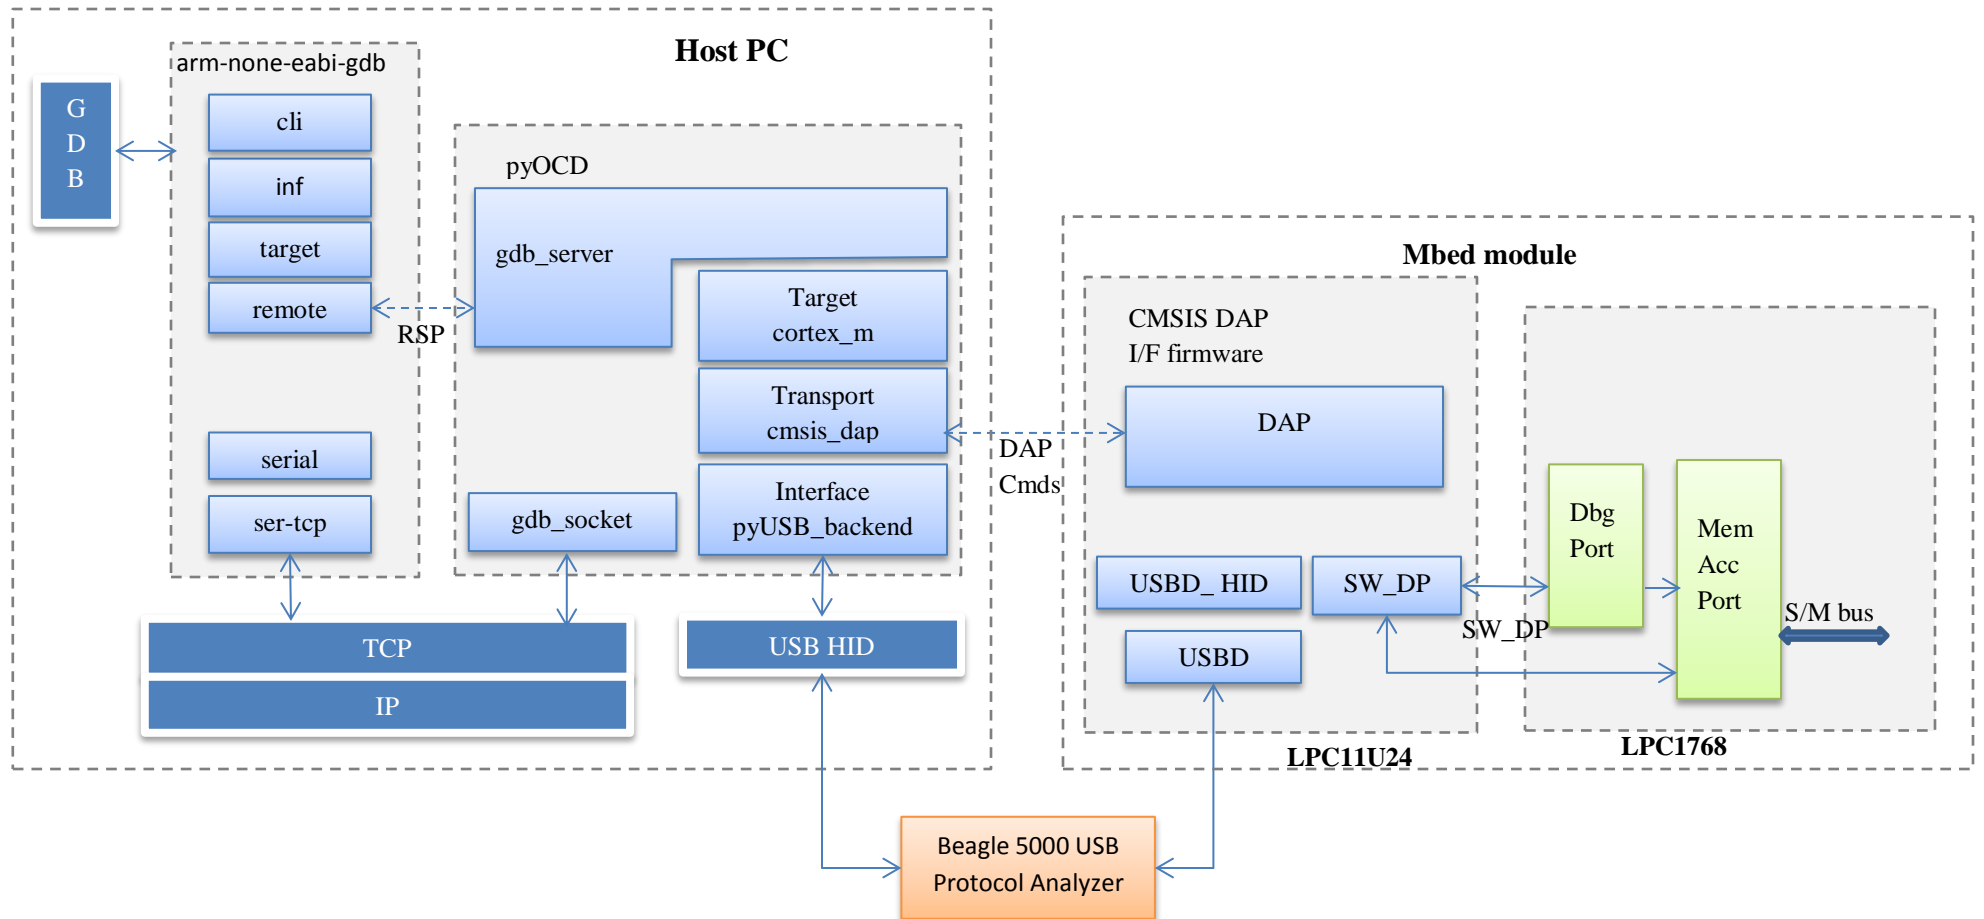 Host PC
arm-none-eabi-gdb
G
D
B
cli
inf
target
remote
serial
ser-tcp
RSP
pyOCD
gdb_server
Target
cortex_m
Transport
cmsis_dap
Interface
pyUSB_backend
gdb_socket
TCP
IP
USB HID
DAP
Cmds
Mbed module
CMSIS DAP
I/F firmware
DAP
USBD_ HID
SW_DP
USBD
SW_DP
Dbg
Port
Mem
Acc
Port
S/M bus
LPC11U24
LPC1768
Beagle 5000 USB
Protocol Analyzer